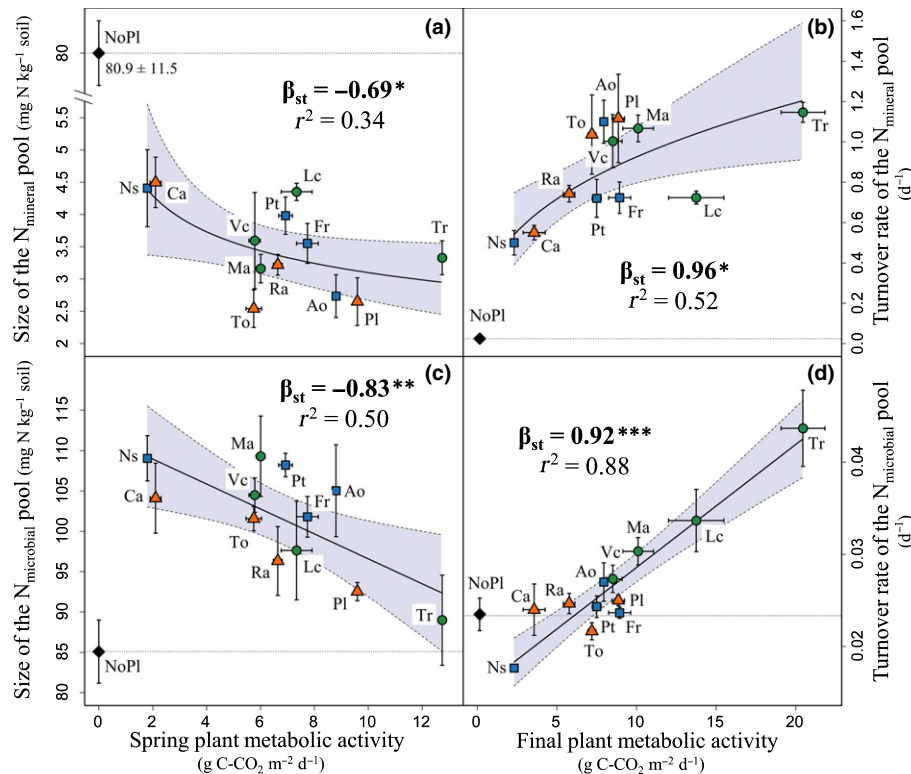 (a)
NoPl
80.9 ± 11.5
βst = −0.69*
r² = 0.34
Ns
Ca
Pt
Lc
Vc
Fr
Ma
Ra
To
Ao
Pl
Tr
80
5.5
5.0
4.5
4
3.5
3
2.5
2
Size of the Nmineral pool (mg N kg⁻¹ soil)
(b)
Ao
Pl
To
Ma
Vc
Tr
Ra
Pt
Fr
Lc
Ns
Ca
βst = 0.96*
r² = 0.52
NoPl
1.6
1.4
1.2
1.0
0.8
0.6
0.4
0.2
0.0
Turnover rate of the Nmineral pool
(d⁻¹)
(c)
βst = −0.83**
r² = 0.50
Ns
Ca
Ma
Pt
Vc
Fr
Ao
To
Ra
Lc
Pl
Tr
NoPl
115
110
105
100
95
90
85
80
Size of the Nmicrobial pool (mg N kg⁻¹ soil)
0 2 4 6 8 10 12
Spring plant metabolic activity
(g C-CO₂ m⁻² d⁻¹)
(d)
βst = 0.92***
r² = 0.88
Tr
Lc
Ma
Vc
Ao
Ca
Ra
Pl
NoPl
Pt
Fr
To
Ns
0.04
0.03
0.02
Turnover rate of the Nmicrobial pool
(d⁻¹)
0 5 10 15 20
Final plant metabolic activity
(g C-CO₂ m⁻² d⁻¹)